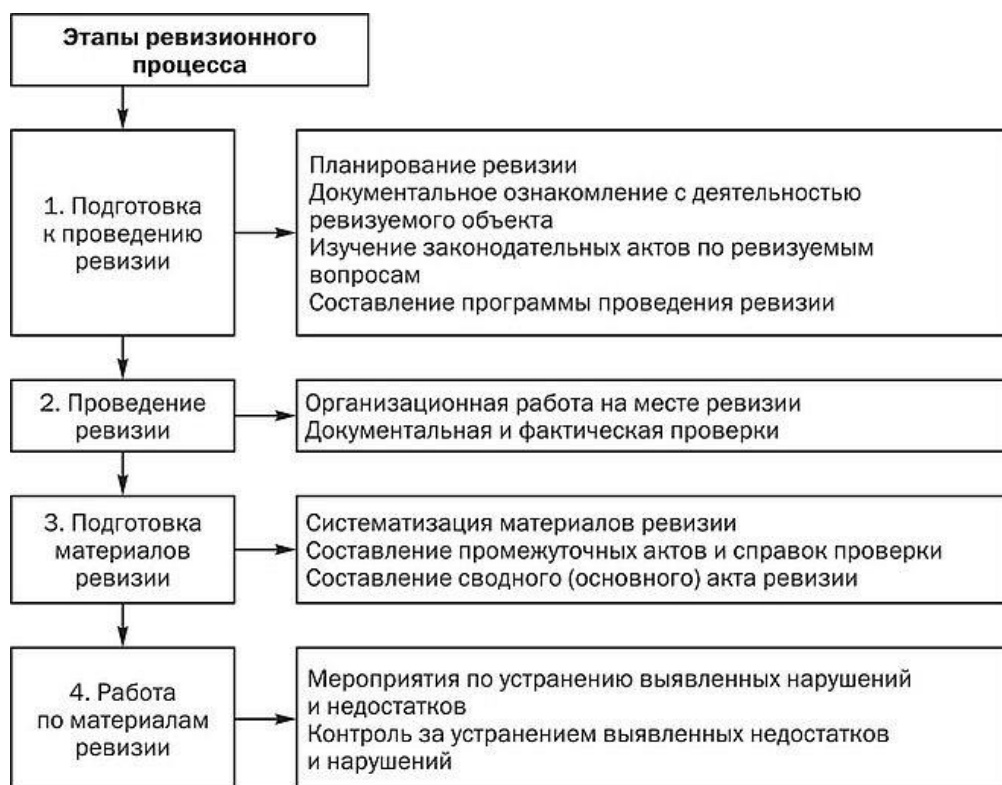 Этапы ревизионного
процесса
1. Подготовка
к проведению
ревизии
Планирование ревизии
Документальное ознакомление с деятельностью
ревизуемого объекта
Изучение законодательных актов по ревизуемым
вопросам
Составление программы проведения ревизии
2. Проведение
ревизии
Организационная работа на месте ревизии
Документальная и фактическая проверки
3. Подготовка
материалов
ревизии
Систематизация материалов ревизии
Составление промежуточных актов и справок проверки
Составление сводного (основного) акта ревизии
4. Работа
по материалам
ревизии
Мероприятия по устранению выявленных нарушений
и недостатков
Контроль за устранением выявленных недостатков
и нарушений